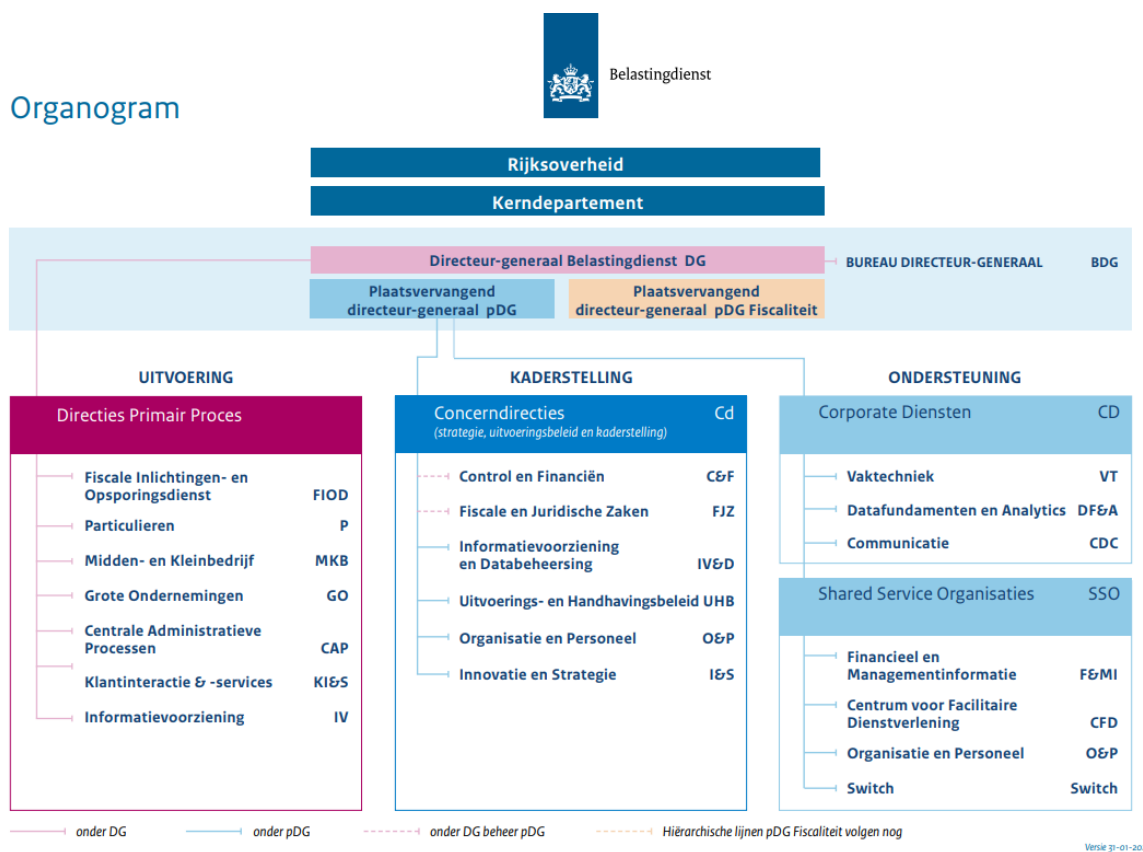 Belastingdienst
Organogram
Rijksoverheid
Kerndepartement
Directeur-generaal Belastingdienst DG
BUREAU DIRECTEUR-GENERAAL BDG
Plaatsvervangend
directeur-generaal pDG
Plaatsvervangend
directeur-generaal pDG Fiscaliteit
UITVOERING
Directies Primair Proces
Fiscale Inlichtingen- en
Opsporingsdienst FIOD
Particulieren P
Midden- en Kleinbedrijf MKB
Grote Ondernemingen GO
Centrale Administratieve
Processen CAP
Klantinteractie & -services KI&S
Informatievoorziening IV
KADERSTELLING
Concerndirecties Cd
(strategie, uitvoeringsbeleid en kaderstelling)
Control en Financiën C&F
Fiscale en Juridische Zaken FJZ
Informatievoorziening
en Databeheersing IV&D
Uitvoerings- en Handhavingsbeleid UHB
Organisatie en Personeel O&P
Innovatie en Strategie I&S
ONDERSTEUNING
Corporate Diensten CD
Vaktechniek VT
Datafundamenten en Analytics DF&A
Communicatie CDC
Shared Service Organisaties SSO
Financieel en
Managementinformatie F&MI
Centrum voor Facilitaire
Dienstverlening CFD
Organisatie en Personeel O&P
Switch Switch
onder DG
onder pDG
onder DG beheer pDG
Hiërarchische lijnen pDG Fiscaliteit volgen nog
Versie 31-01-20